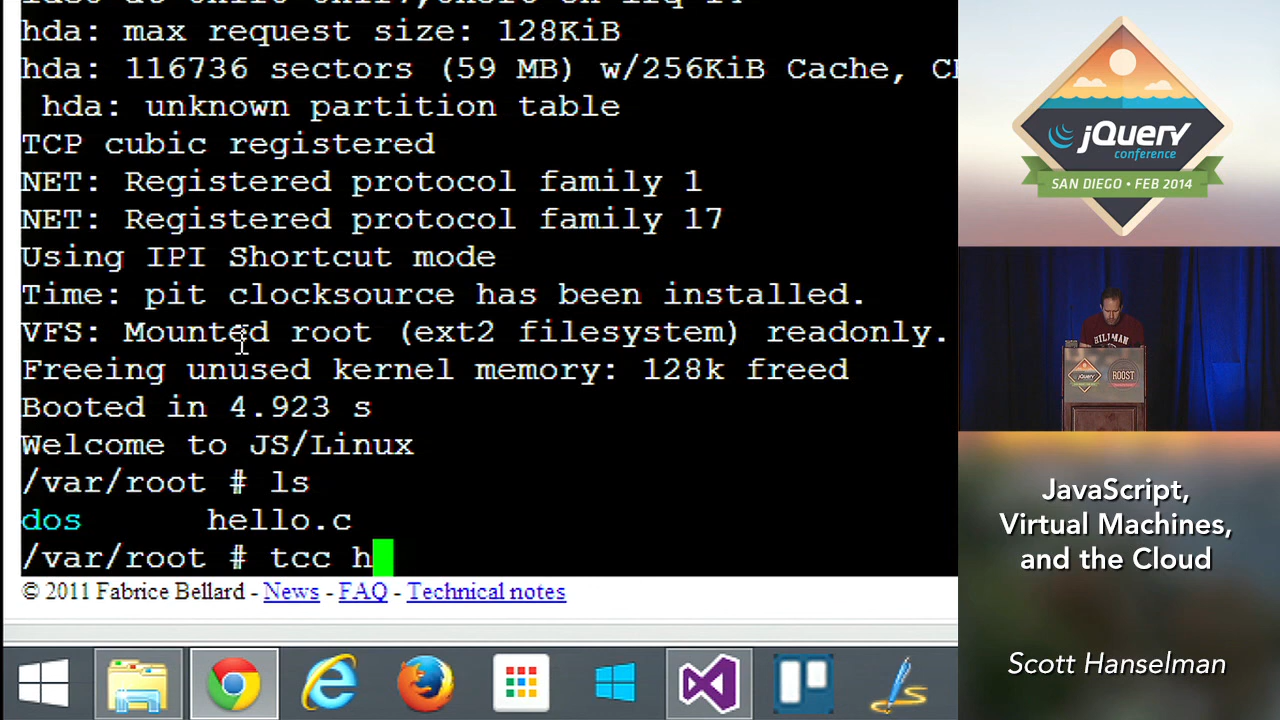 hda: max request size: 128KiB
hda: 116736 sectors (59 MB) w/256KiB Cache,
hda: unknown partition table
TCP cubic registered
NET: Registered protocol family 1
NET: Registered protocol family 17
Using IPI Shortcut mode
Time: pit clocksource has been installed.
VFS: Mounted root (ext2 filesystem) readonly.
Freeing unused kernel memory: 128k freed
Booted in 4.923 s
Welcome to JS/Linux
/var/root # ls
dos hello.c
/var/root # tcc h
© 2011 Fabrice Bellard - News - FAQ - Technical notes
jQuery
conference
SAN DIEGO • FEB 2014
HILLMAN
ROOST
JavaScript,
Virtual Machines,
and the Cloud
Scott Hanselman